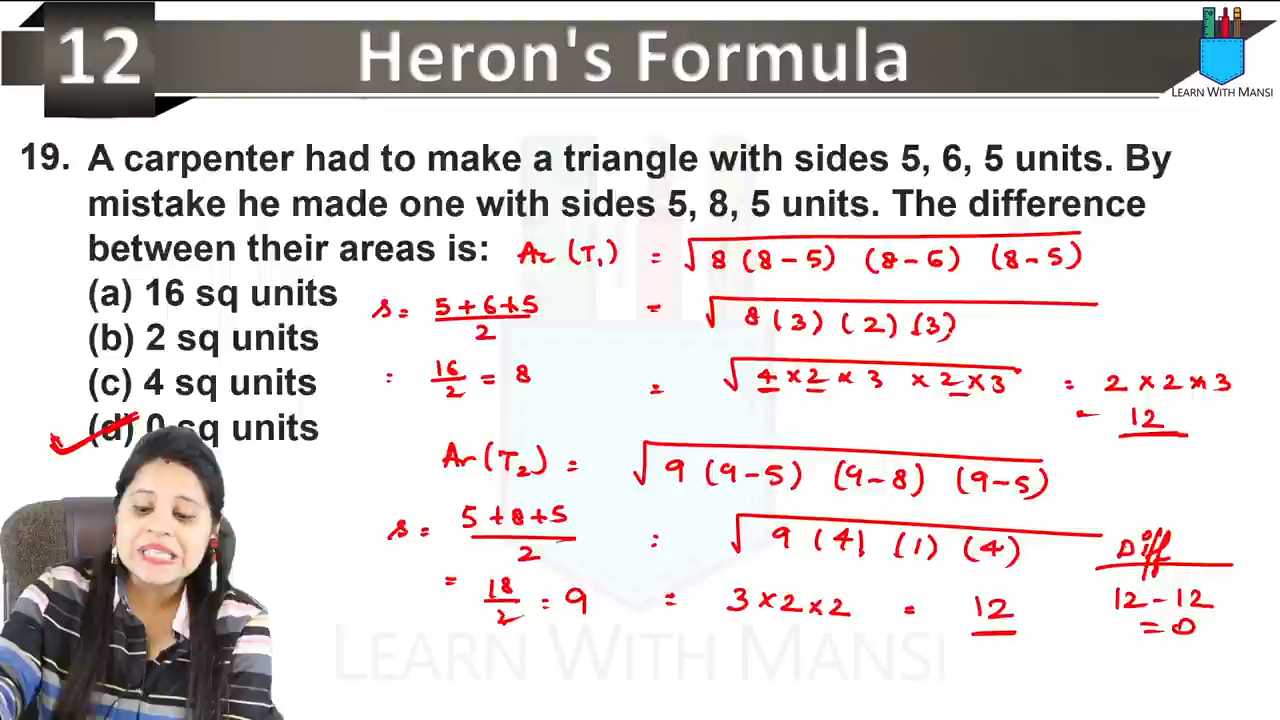 12 Heron's Formula
LEARN WITH MANSI
19. A carpenter had to make a triangle with sides 5, 6, 5 units. By
mistake he made one with sides 5, 8, 5 units. The difference
between their areas is:
Ar (T₁) = √8 (8-5) (8-6) (8-5)
(a) 16 sq units
s = 5+6+5 / 2
= √8 (3) (2) (3)
(b) 2 sq units
: 16/2 = 8
= √4×2×3×2×3 = 2×2×3
(c) 4 sq units
- 12
(d) 0 sq units
Ar (T₂) = √9 (9-5) (9-8) (9-5)
s = 5+8+5 / 2
: √9 (4) (1) (4)
Diff
= 18/2 = 9
= 3×2×2 = 12
12-12
= 0
LEARN WITH MANSI